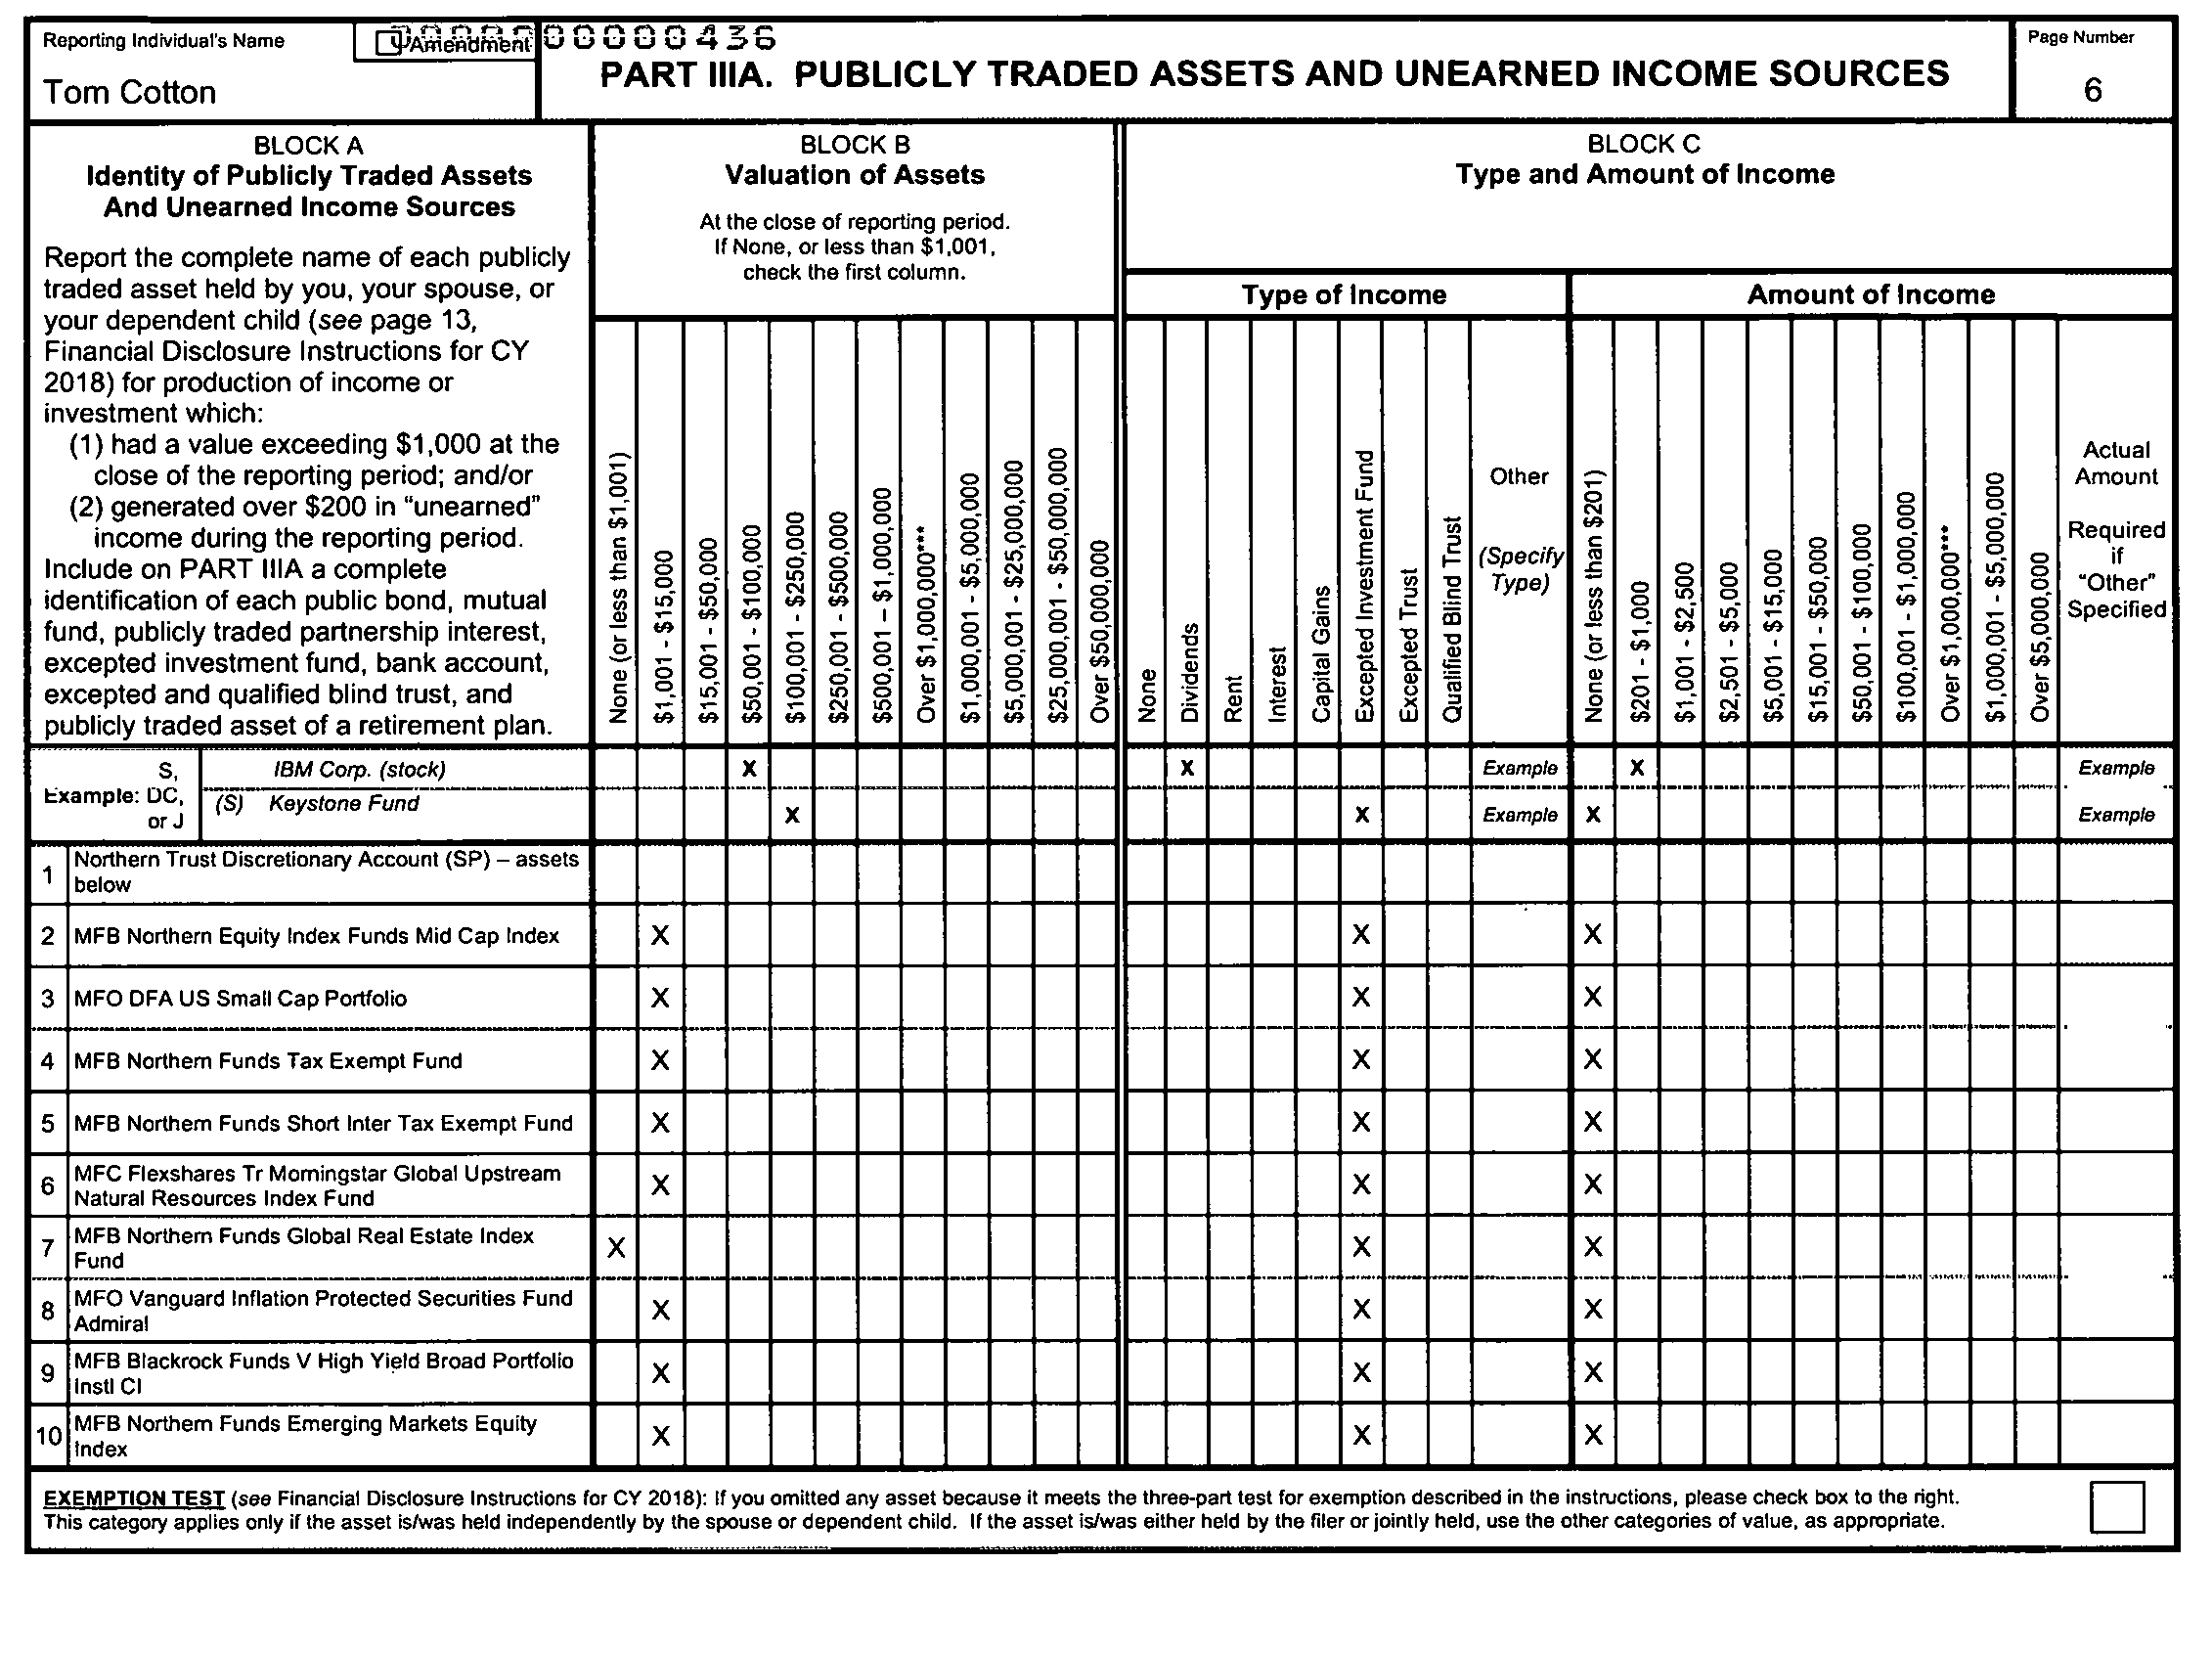 Reporting Individual's Name
Amendment
000000000436
Tom Cotton
PART IIIA. PUBLICLY TRADED ASSETS AND UNEARNED INCOME SOURCES
Page Number
6
BLOCK A
Identity of Publicly Traded Assets
And Unearned Income Sources
Report the complete name of each publicly
traded asset held by you, your spouse, or
your dependent child (see page 13,
Financial Disclosure Instructions for CY
2018) for production of income or
investment which:
(1) had a value exceeding $1,000 at the
close of the reporting period; and/or
(2) generated over $200 in “unearned”
income during the reporting period.
Include on PART IIIA a complete
identification of each public bond, mutual
fund, publicly traded partnership interest,
excepted investment fund, bank account,
excepted and qualified blind trust, and
publicly traded asset of a retirement plan.
BLOCK B
Valuation of Assets
At the close of reporting period.
If None, or less than $1,001,
check the first column.
None (or less than $1,001)
$1,001 - $15,000
$15,001 - $50,000
$50,001 - $100,000
$100,001 - $250,000
$250,001 - $500,000
$500,001 – $1,000,000
Over $1,000,000***
$1,000,001 - $5,000,000
$5,000,001 - $25,000,000
$25,000,001 - $50,000,000
Over $50,000,000
BLOCK C
Type and Amount of Income
Type of Income
None
Dividends
Rent
Interest
Capital Gains
Excepted Investment Fund
Excepted Trust
Qualified Blind Trust
Other
(Specify
Type)
Amount of Income
None (or less than $201)
$201 - $1,000
$1,001 - $2,500
$2,501 - $5,000
$5,001 - $15,000
$15,001 - $50,000
$50,001 - $100,000
$100,001 - $1,000,000
Over $1,000,000***
$1,000,001 - $5,000,000
Over $5,000,000
Actual
Amount
Required
if
“Other”
Specified
Example: S,
DC,
or J
IBM Corp. (stock) X X Example X Example
(S) Keystone Fund X X Example X Example
1 Northern Trust Discretionary Account (SP) – assets
below
2 MFB Northern Equity Index Funds Mid Cap Index X X X
3 MFO DFA US Small Cap Portfolio X X X
4 MFB Northern Funds Tax Exempt Fund X X X
5 MFB Northern Funds Short Inter Tax Exempt Fund X X X
6 MFC Flexshares Tr Morningstar Global Upstream
Natural Resources Index Fund X X X
7 MFB Northern Funds Global Real Estate Index
Fund X X X
8 MFO Vanguard Inflation Protected Securities Fund
Admiral X X X
9 MFB Blackrock Funds V High Yield Broad Portfolio
Instl Cl X X X
10 MFB Northern Funds Emerging Markets Equity
Index X X X
EXEMPTION TEST (see Financial Disclosure Instructions for CY 2018): If you omitted any asset because it meets the three-part test for exemption described in the instructions, please check box to the right.
This category applies only if the asset is/was held independently by the spouse or dependent child. If the asset is/was either held by the filer or jointly held, use the other categories of value, as appropriate.